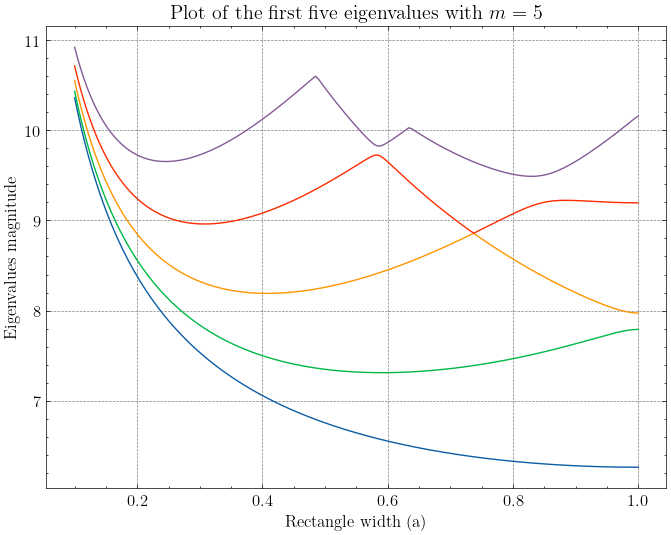 Plot of the first five eigenvalues with m = 5
Eigenvalues magnitude
11
10
9
8
7
0.2 0.4 0.6 0.8 1.0
Rectangle width (a)